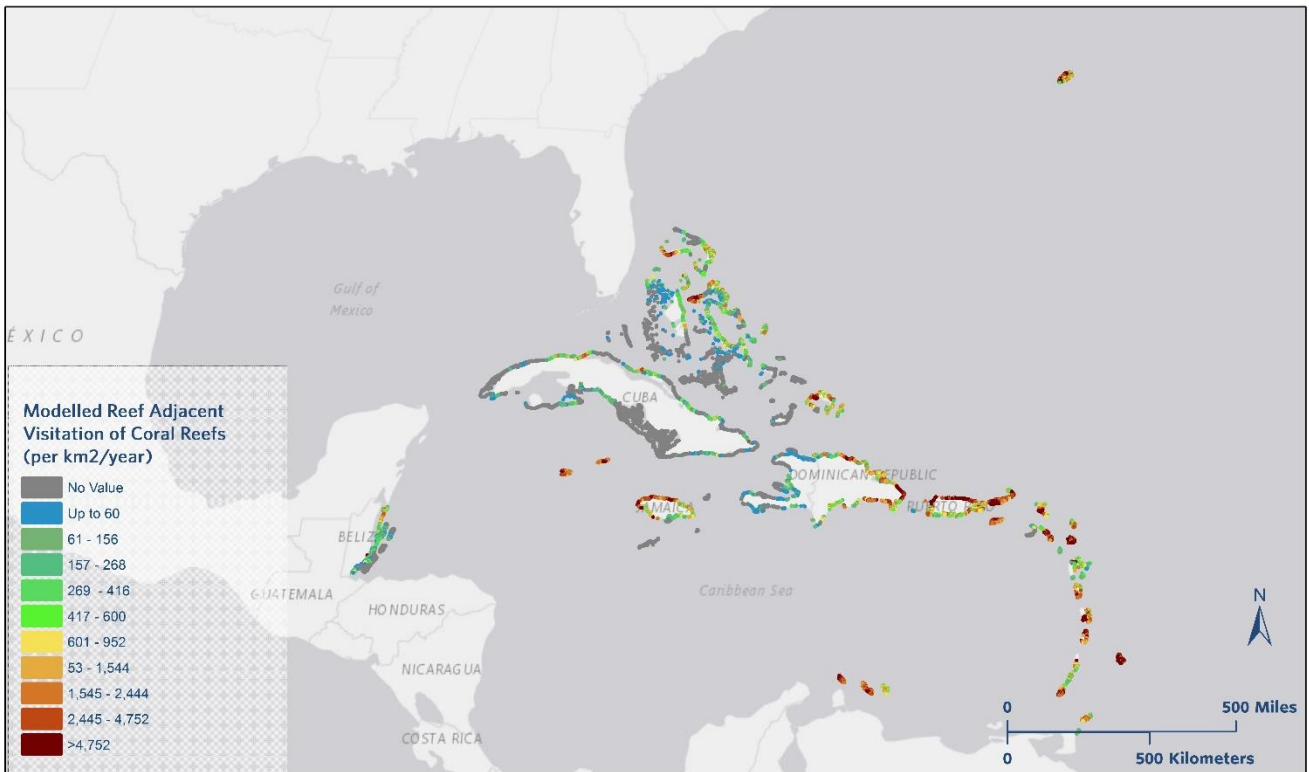 Gulf of
Mexico
ÉXICO
CUBA
DOMINICAN REPUBLIC
JAMAICA
PUERTO RICO
BELIZ
GUATEMALA
Caribbean Sea
HONDURAS
NICARAGUA
COSTA RICA
Modelled Reef Adjacent
Visitation of Coral Reefs
(per km2/year)
No Value
Up to 60
61 - 156
157 - 268
269 - 416
417 - 600
601 - 952
53 - 1,544
1,545 - 2,444
2,445 - 4,752
>4,752
N
0 500 Miles
0 500 Kilometers